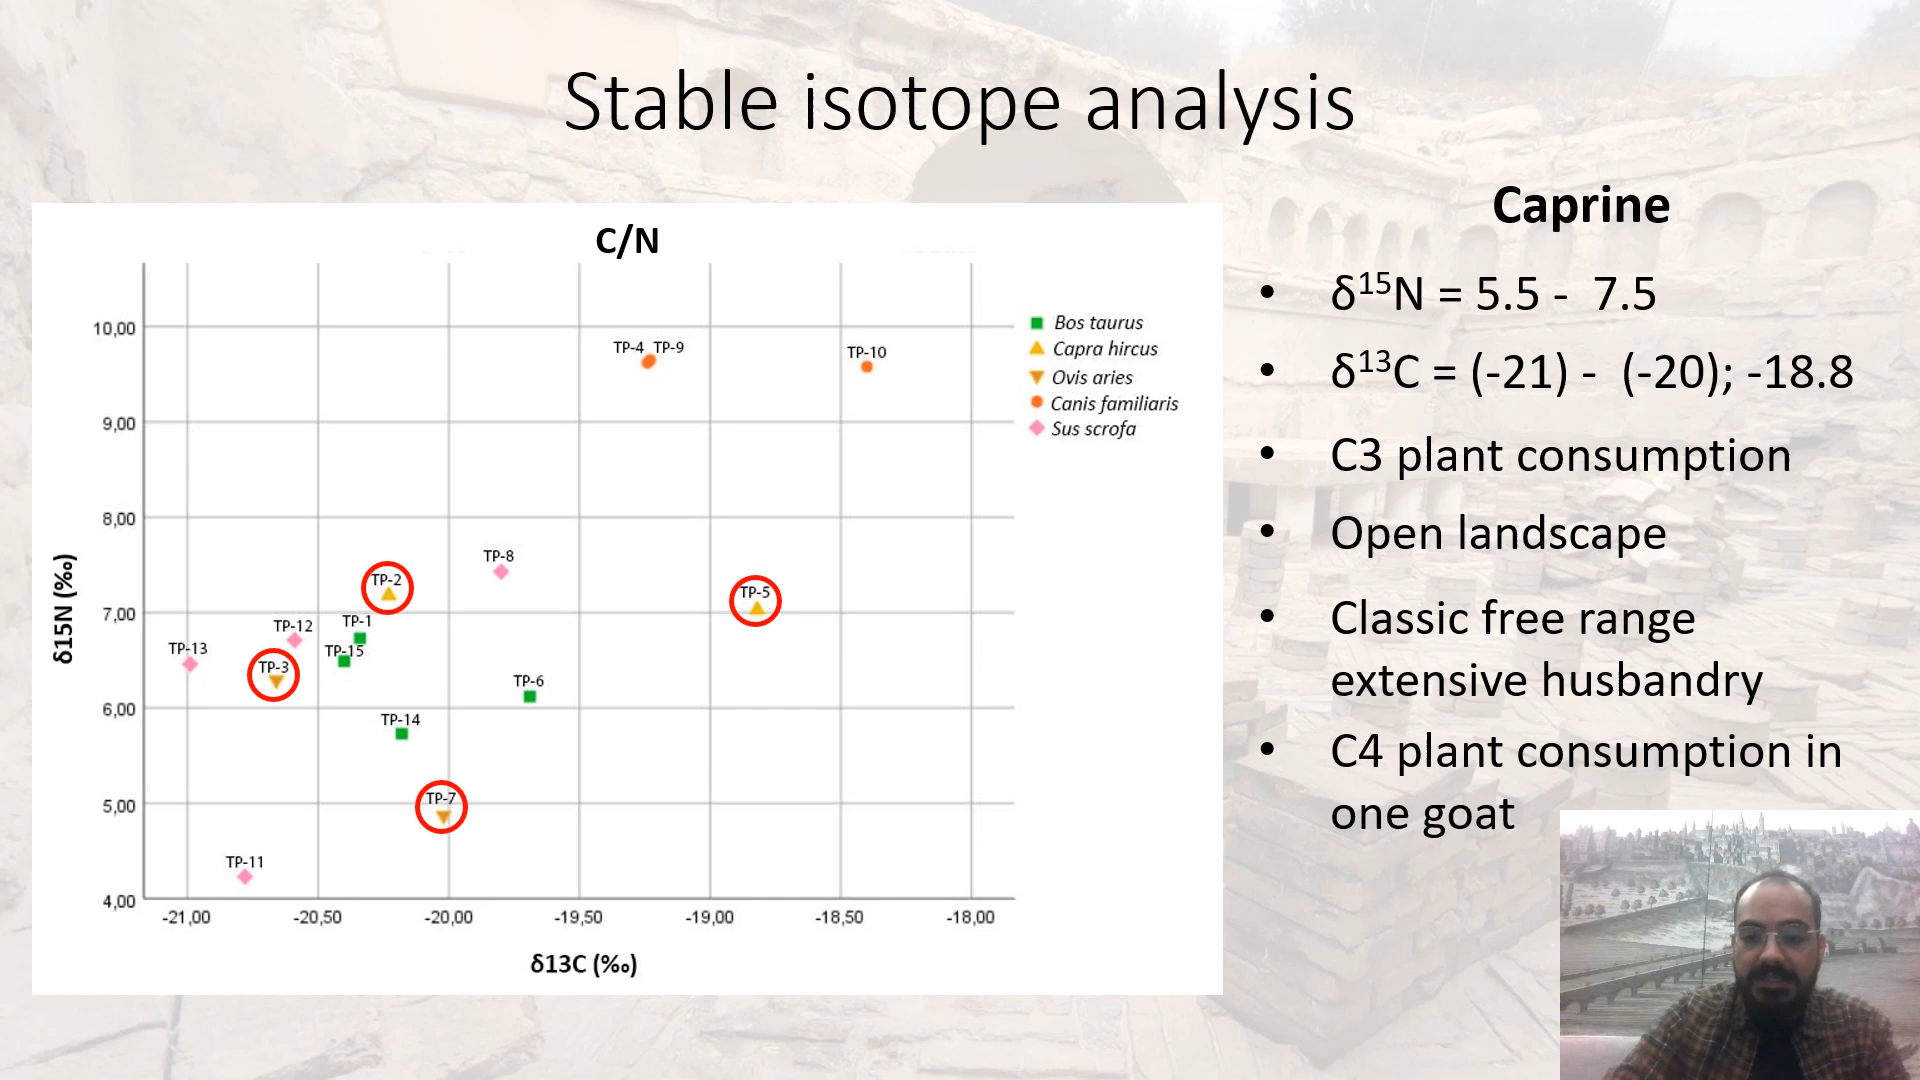 Stable isotope analysis
C/N
10,00
9,00
8,00
7,00
6,00
5,00
4,00
-21,00
-20,50
-20,00
-19,50
-19,00
-18,50
-18,00
δ15N (‰)
δ13C (‰)
TP-4
TP-9
TP-10
TP-8
TP-2
TP-5
TP-1
TP-12
TP-13
TP-15
TP-3
TP-6
TP-14
TP-7
TP-11
Bos taurus
Capra hircus
Ovis aries
Canis familiaris
Sus scrofa
Caprine
• δ¹⁵N = 5.5 - 7.5
• δ¹³C = (-21) - (-20); -18.8
• C3 plant consumption
• Open landscape
• Classic free range
extensive husbandry
• C4 plant consumption in
one goat